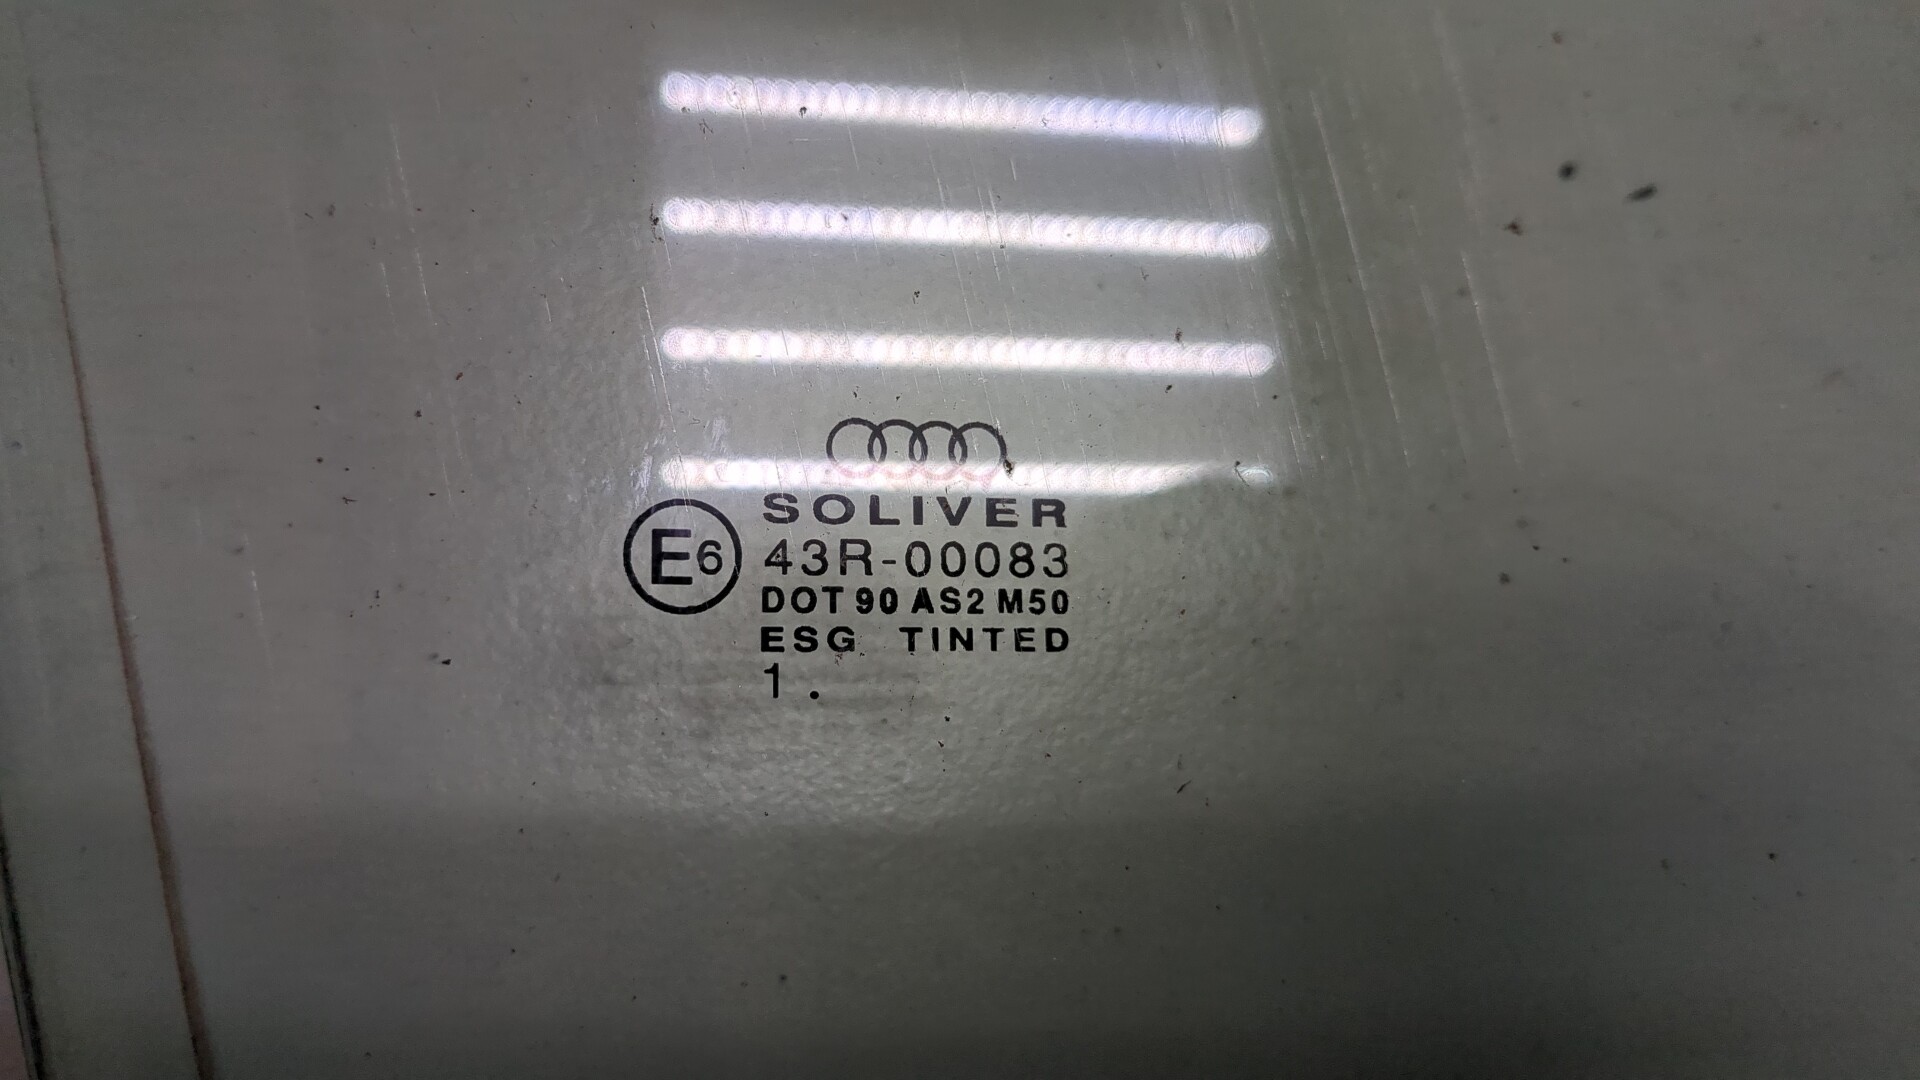 SOLIVER
E6 43R-00083
DOT 90 AS2 M50
ESG TINTED
1 .